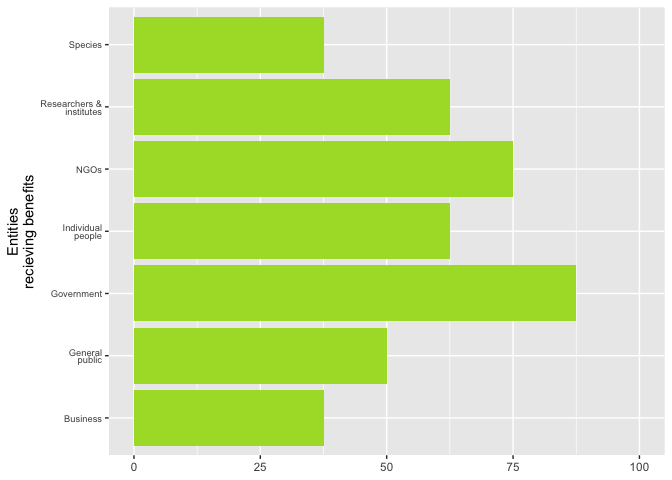 Entities
recieving benefits
Species
Researchers &
institutes
NGOs
Individual
people
Government
General
public
Business
0
25
50
75
100